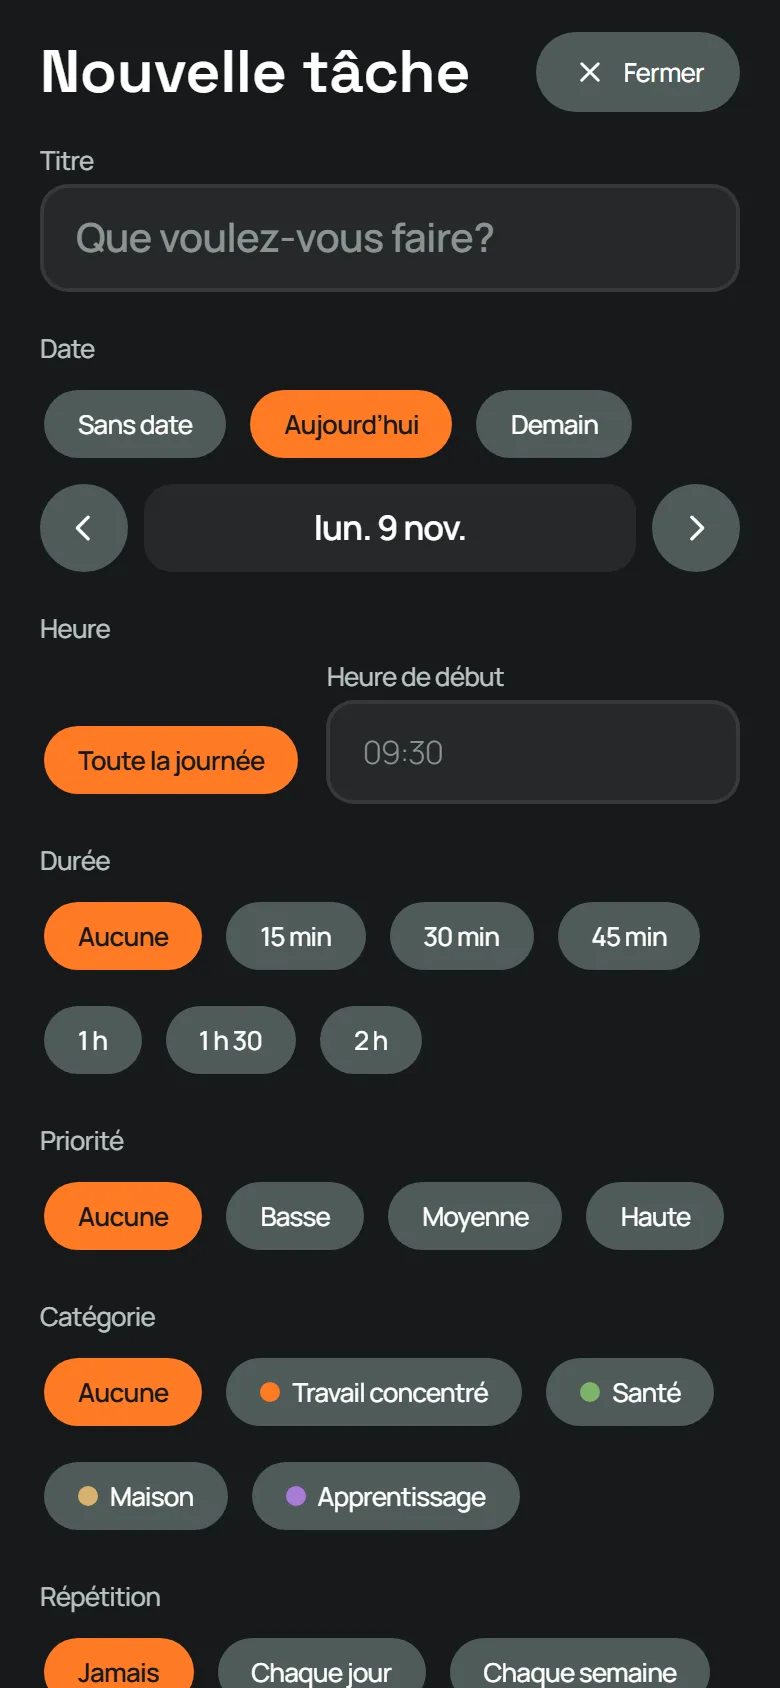 Nouvelle tâche
Fermer
Titre
Que voulez-vous faire?
Date
Sans date
Aujourd’hui
Demain
lun. 9 nov.
Heure
Heure de début
Toute la journée
09:30
Durée
Aucune
15 min
30 min
45 min
1 h
1 h 30
2 h
Priorité
Aucune
Basse
Moyenne
Haute
Catégorie
Aucune
Travail concentré
Santé
Maison
Apprentissage
Répétition
Jamais
Chaque jour
Chaque semaine